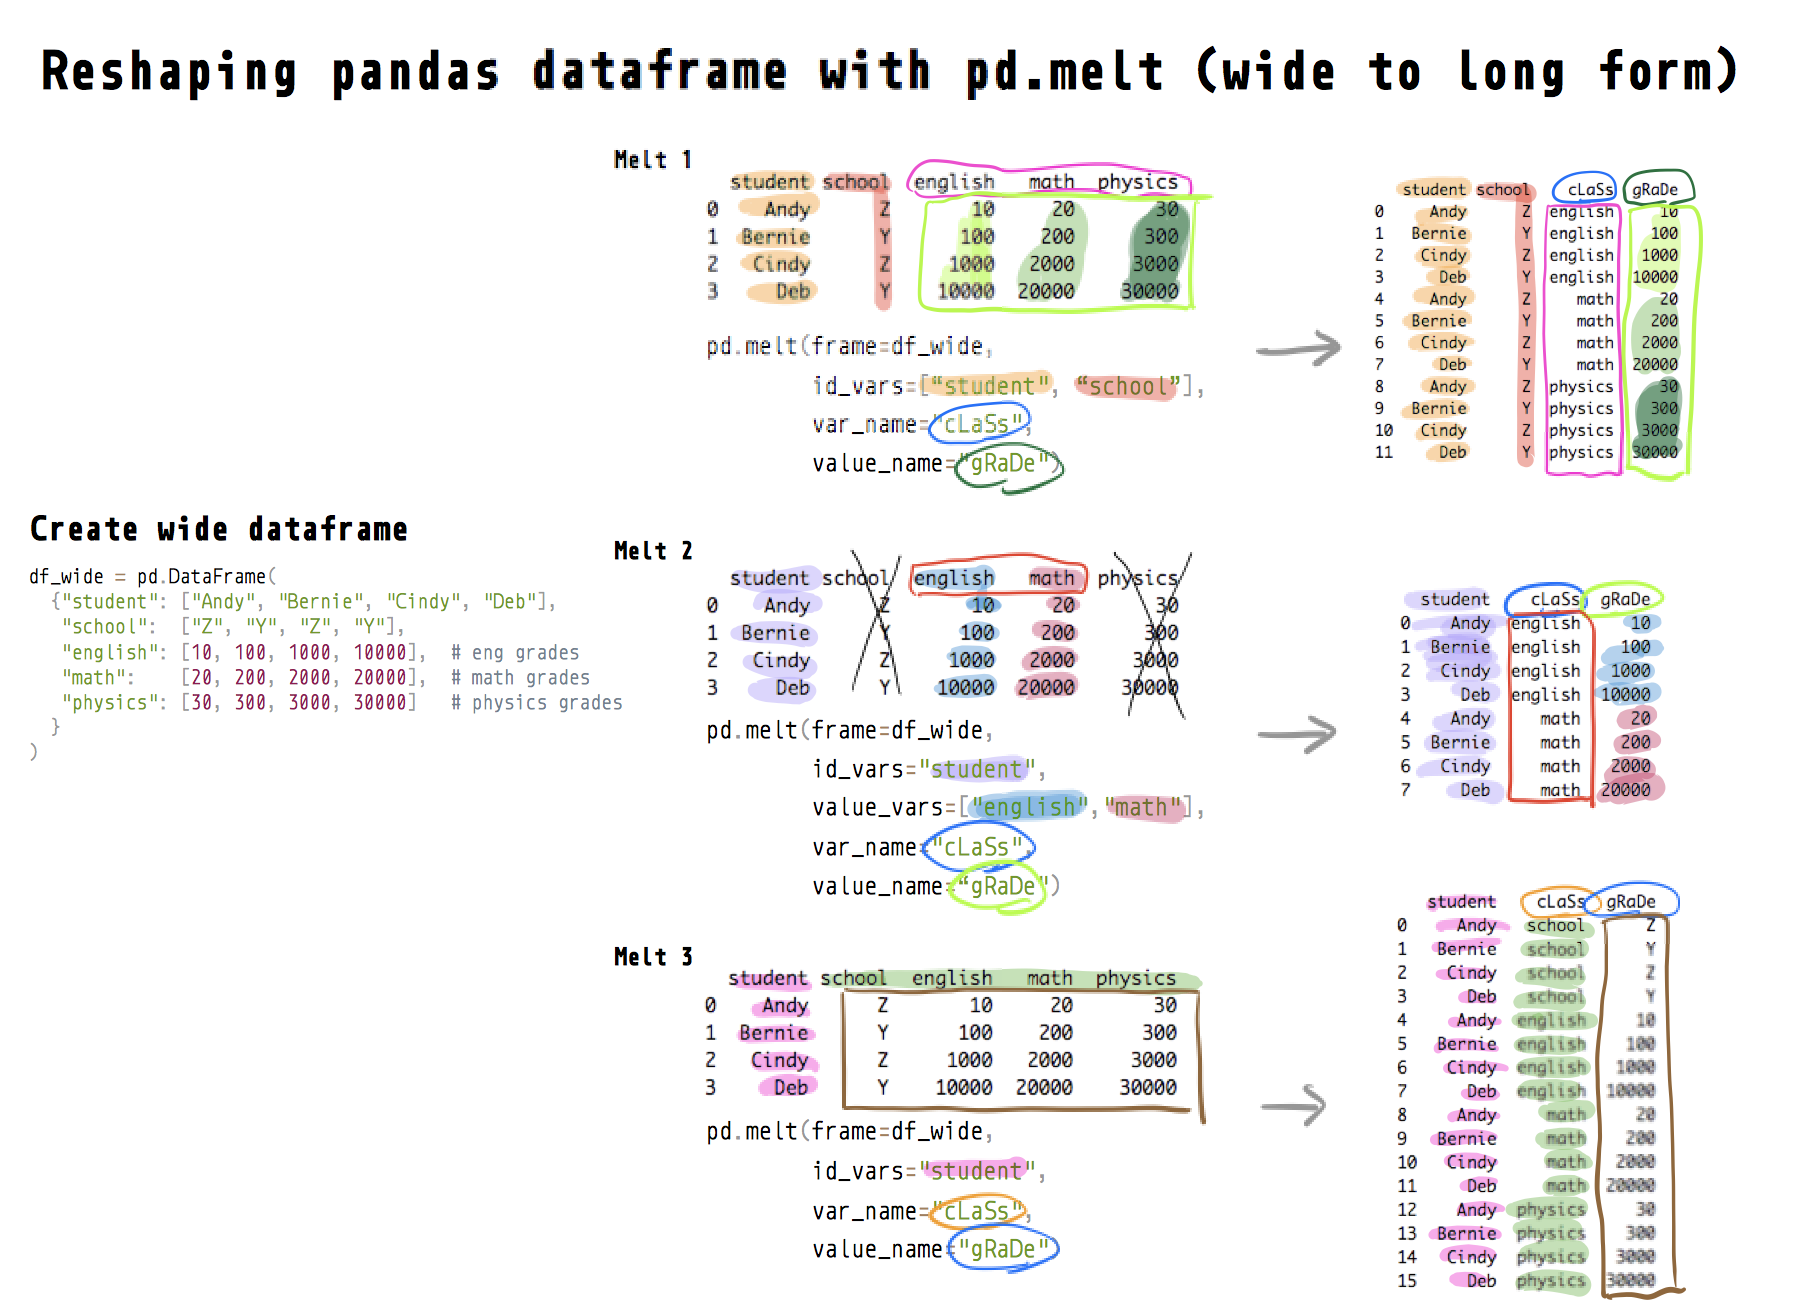 Reshaping pandas dataframe with pd.melt (wide to long form)
Create wide dataframe
df_wide = pd.DataFrame(
{"student": ["Andy", "Bernie", "Cindy", "Deb"],
"school": ["Z", "Y", "Z", "Y"],
"english": [10, 100, 1000, 10000], # eng grades
"math": [20, 200, 2000, 20000], # math grades
"physics": [30, 300, 3000, 30000] # physics grades
}
)
Melt 1
student school english math physics
0 Andy Z 10 20 30
1 Bernie Y 100 200 300
2 Cindy Z 1000 2000 3000
3 Deb Y 10000 20000 30000
pd.melt(frame=df_wide,
id_vars=["student", “school”],
var_name="cLaSs",
value_name="gRaDe")
student school cLaSs gRaDe
0 Andy Z english 10
1 Bernie Y english 100
2 Cindy Z english 1000
3 Deb Y english 10000
4 Andy Z math 20
5 Bernie Y math 200
6 Cindy Z math 2000
7 Deb Y math 20000
8 Andy Z physics 30
9 Bernie Y physics 300
10 Cindy Z physics 3000
11 Deb Y physics 30000
Melt 2
student school english math physics
0 Andy Z 10 20 30
1 Bernie Y 100 200 300
2 Cindy Z 1000 2000 3000
3 Deb Y 10000 20000 30000
pd.melt(frame=df_wide,
id_vars="student",
value_vars=["english","math"],
var_name="cLaSs",
value_name=“gRaDe")
student cLaSs gRaDe
0 Andy english 10
1 Bernie english 100
2 Cindy english 1000
3 Deb english 10000
4 Andy math 20
5 Bernie math 200
6 Cindy math 2000
7 Deb math 20000
Melt 3
student school english math physics
0 Andy Z 10 20 30
1 Bernie Y 100 200 300
2 Cindy Z 1000 2000 3000
3 Deb Y 10000 20000 30000
pd.melt(frame=df_wide,
id_vars="student",
var_name="cLaSs",
value_name="gRaDe")
student cLaSs gRaDe
0 Andy school Z
1 Bernie school Y
2 Cindy school Z
3 Deb school Y
4 Andy english 10
5 Bernie english 100
6 Cindy english 1000
7 Deb english 10000
8 Andy math 20
9 Bernie math 200
10 Cindy math 2000
11 Deb math 20000
12 Andy physics 30
13 Bernie physics 300
14 Cindy physics 3000
15 Deb physics 30000